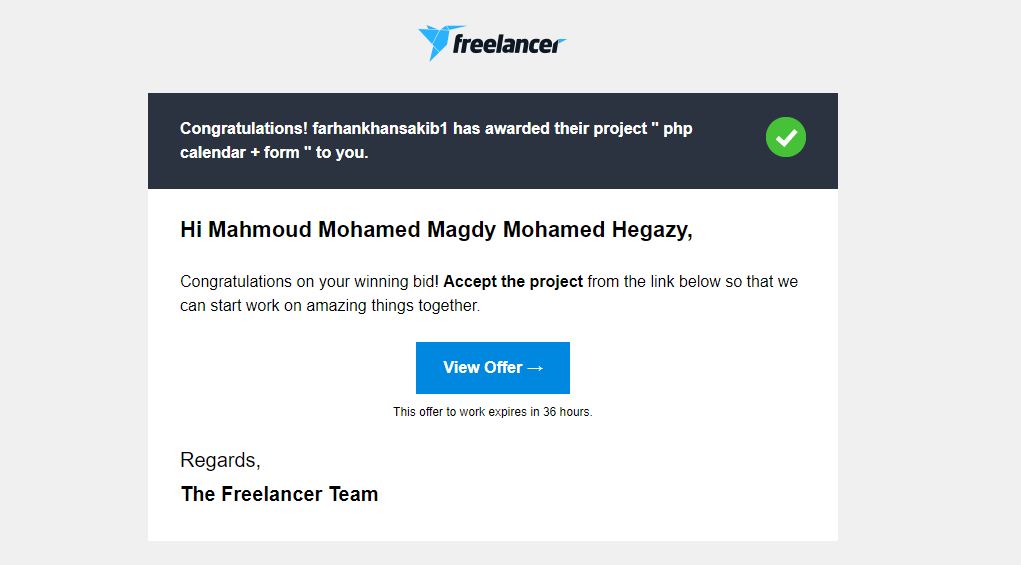 freelancer
Congratulations! farhankhansakib1 has awarded their project " php
calendar + form " to you.
Hi Mahmoud Mohamed Magdy Mohamed Hegazy,
Congratulations on your winning bid! Accept the project from the link below so that we
can start work on amazing things together.
View Offer →
This offer to work expires in 36 hours.
Regards,
The Freelancer Team